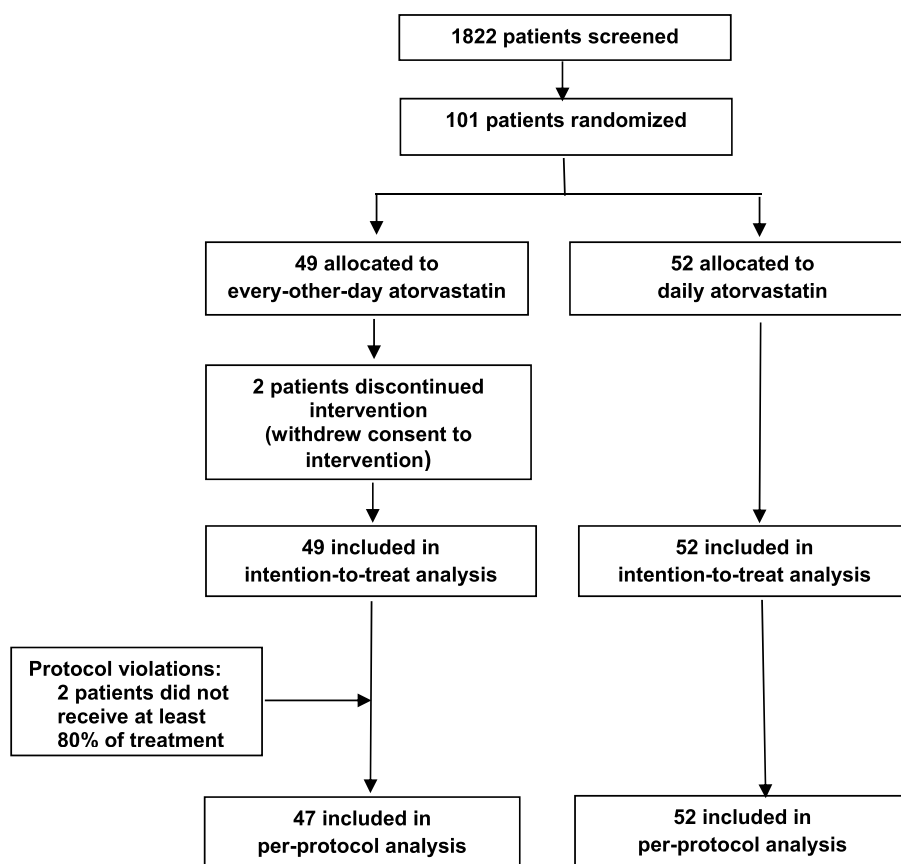 1822 patients screened
101 patients randomized
49 allocated to
every-other-day atorvastatin
52 allocated to
daily atorvastatin
2 patients discontinued
intervention
(withdrew consent to
intervention)
49 included in
intention-to-treat analysis
52 included in
intention-to-treat analysis
Protocol violations:
2 patients did not
receive at least
80% of treatment
47 included in
per-protocol analysis
52 included in
per-protocol analysis